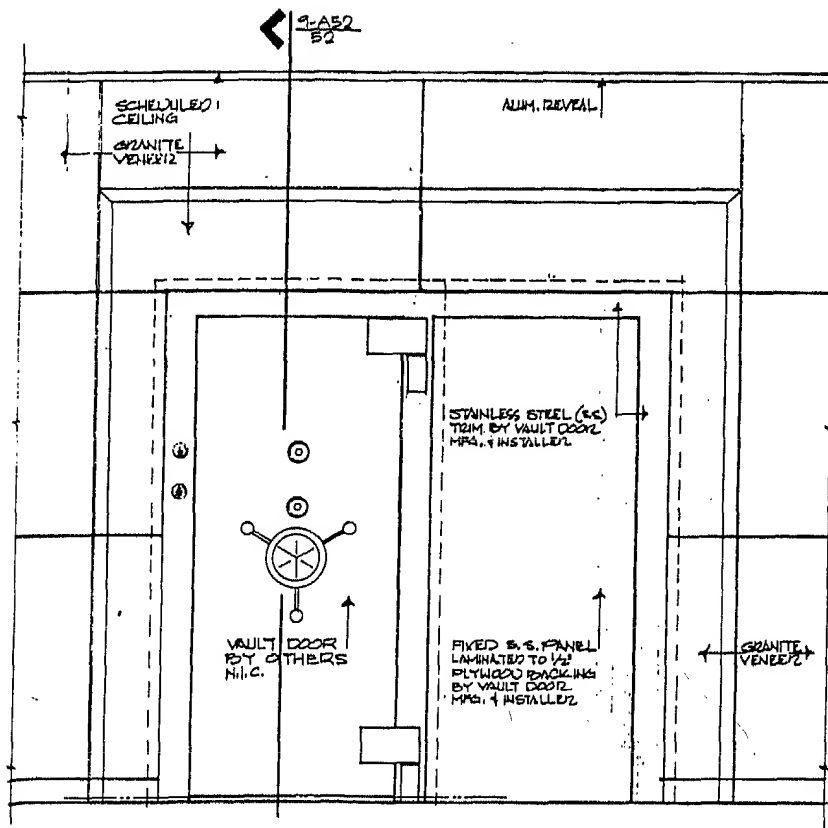 9-A52
52
SCHEDULED
CEILING
GRANITE
VENEER
ALUM. REVEAL
STAINLESS STEEL (S.S.)
TRIM BY VAULT DOOR
MFG. & INSTALLER
VAULT DOOR
BY OTHERS
N.I.C.
FIXED S.S. PANEL
LAMINATED TO 1/2"
PLYWOOD BACKING
BY VAULT DOOR
MFG. & INSTALLER
GRANITE
VENEER